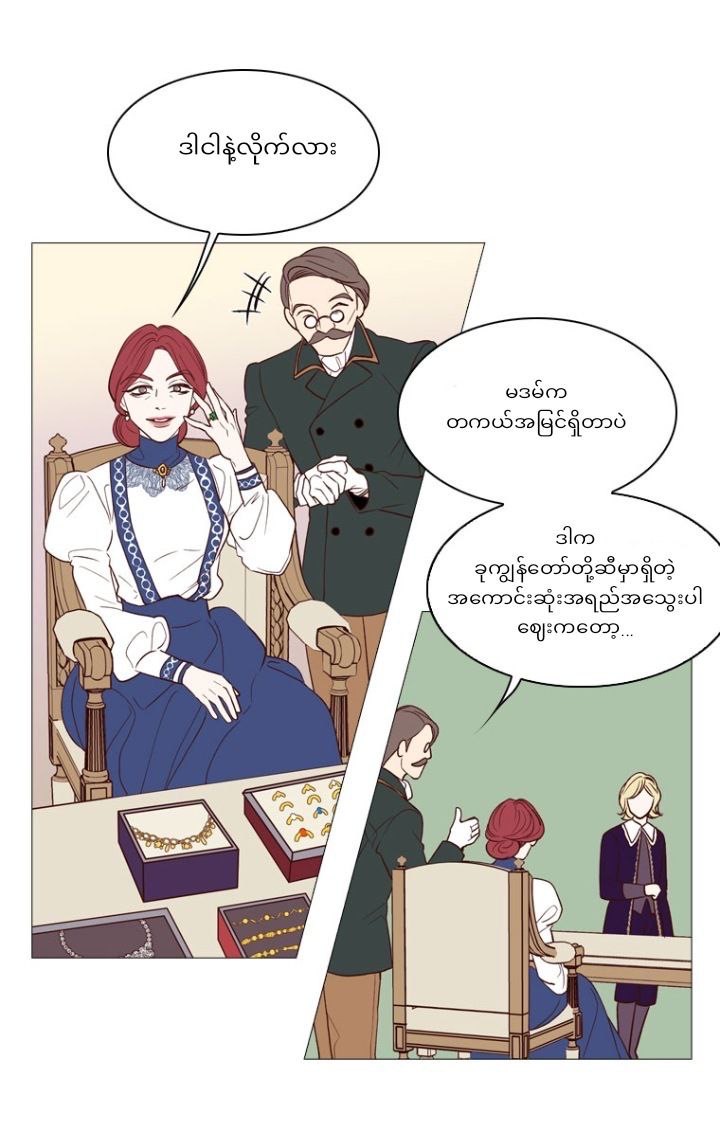 ဒါငါနဲ့လိုက်လား
မဒမ်က
တကယ်အမြင်ရှိတာပဲ
ဒါက
ခုကျွန်တော်တို့ဆီမှာရှိတဲ့
အကောင်းဆုံးအရည်အသွေးပါ
ဈေးကတော့...